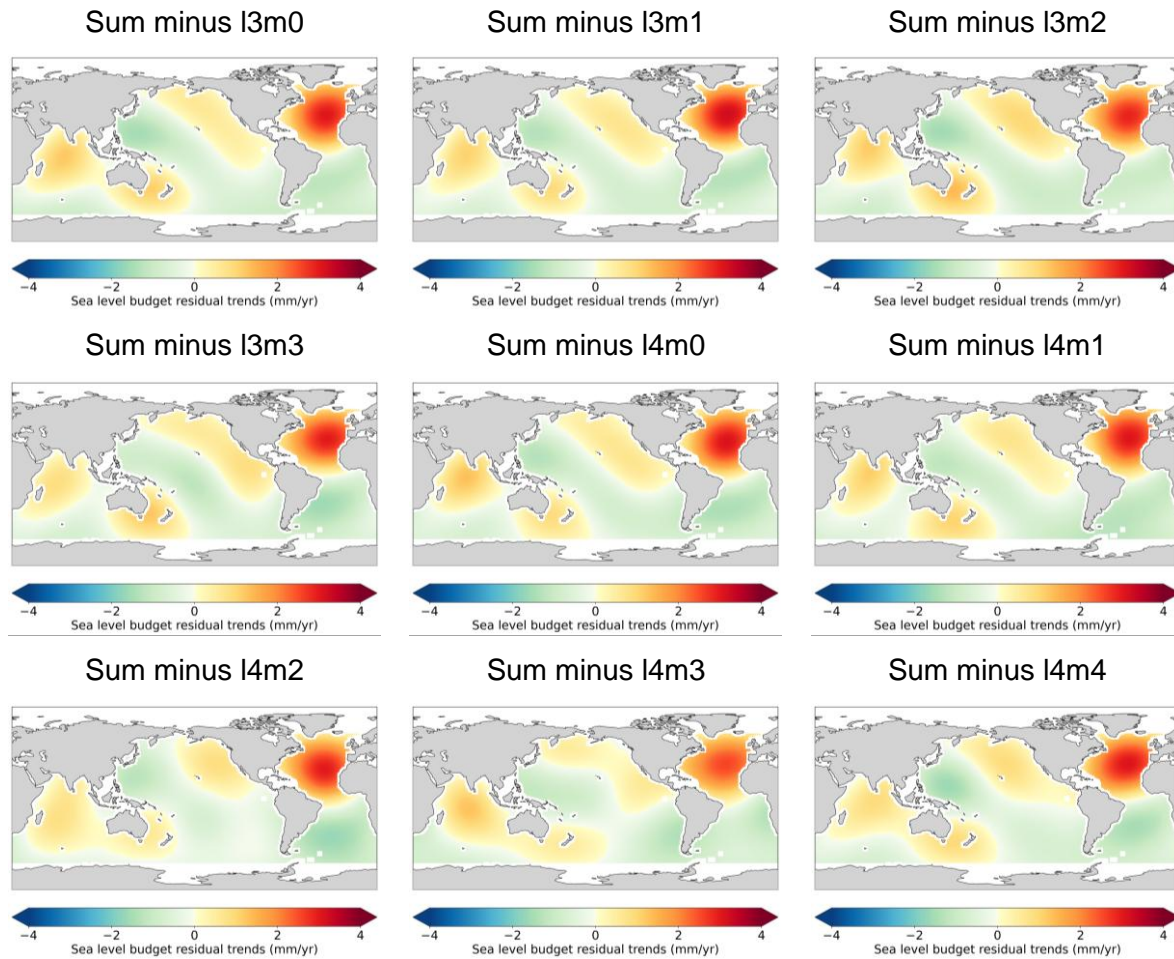 Sum minus l3m0
Sum minus l3m1
Sum minus l3m2
−4 −2 0 2 4
Sea level budget residual trends (mm/yr)
−4 −2 0 2 4
Sea level budget residual trends (mm/yr)
−4 −2 0 2 4
Sea level budget residual trends (mm/yr)
Sum minus l3m3
Sum minus l4m0
Sum minus l4m1
−4 −2 0 2 4
Sea level budget residual trends (mm/yr)
−4 −2 0 2 4
Sea level budget residual trends (mm/yr)
−4 −2 0 2 4
Sea level budget residual trends (mm/yr)
Sum minus l4m2
Sum minus l4m3
Sum minus l4m4
−4 −2 0 2 4
Sea level budget residual trends (mm/yr)
−4 −2 0 2 4
Sea level budget residual trends (mm/yr)
−4 −2 0 2 4
Sea level budget residual trends (mm/yr)